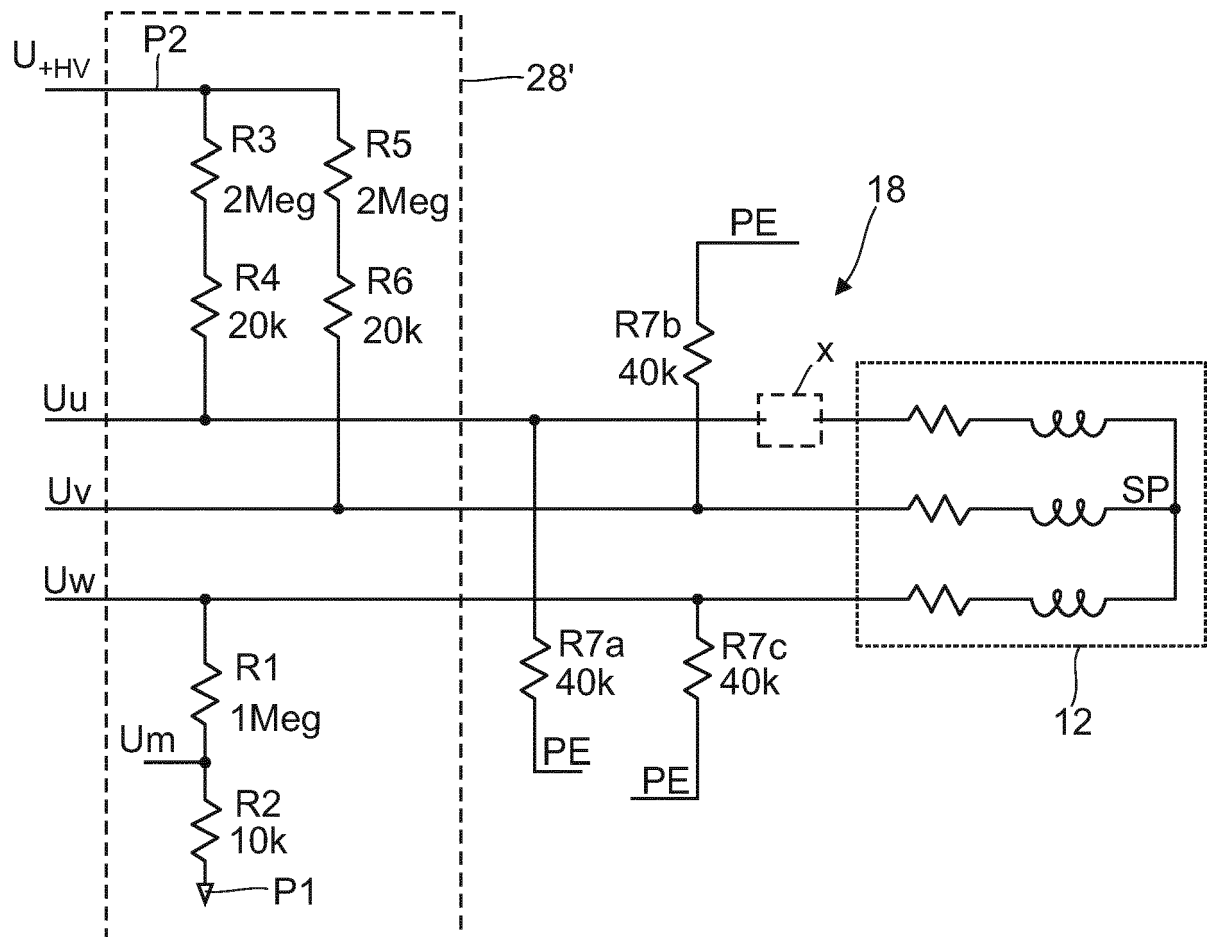 U+HV
P2
28'
R3
2Meg
R5
2Meg
18
PE
R4
20k
R6
20k
R7b
40k
x
Uu
Uv
SP
Uw
R1
1Meg
R7a
40k
R7c
40k
12
Um
PE
PE
R2
10k
P1